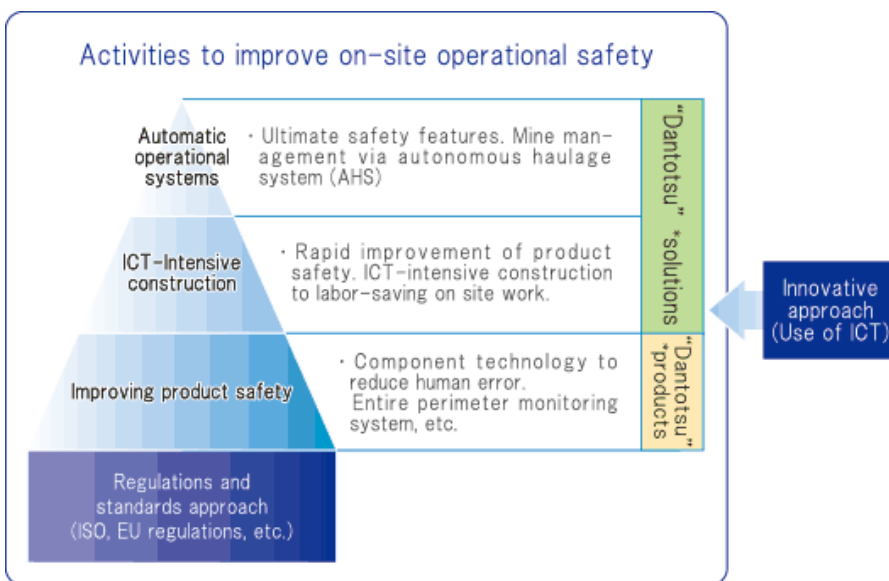 Activities to improve on-site operational safety
Automatic
operational
systems
· Ultimate safety features. Mine man-
agement via autonomous haulage
system (AHS)
ICT-Intensive
construction
· Rapid improvement of product
safety. ICT-intensive construction
to labor-saving on site work.
Improving product safety
· Component technology to
reduce human error.
Entire perimeter monitoring
system, etc.
Regulations and
standards approach
(ISO, EU regulations, etc.)
“Dantotsu” *solutions
“Dantotsu”
*products
Innovative
approach
(Use of ICT)